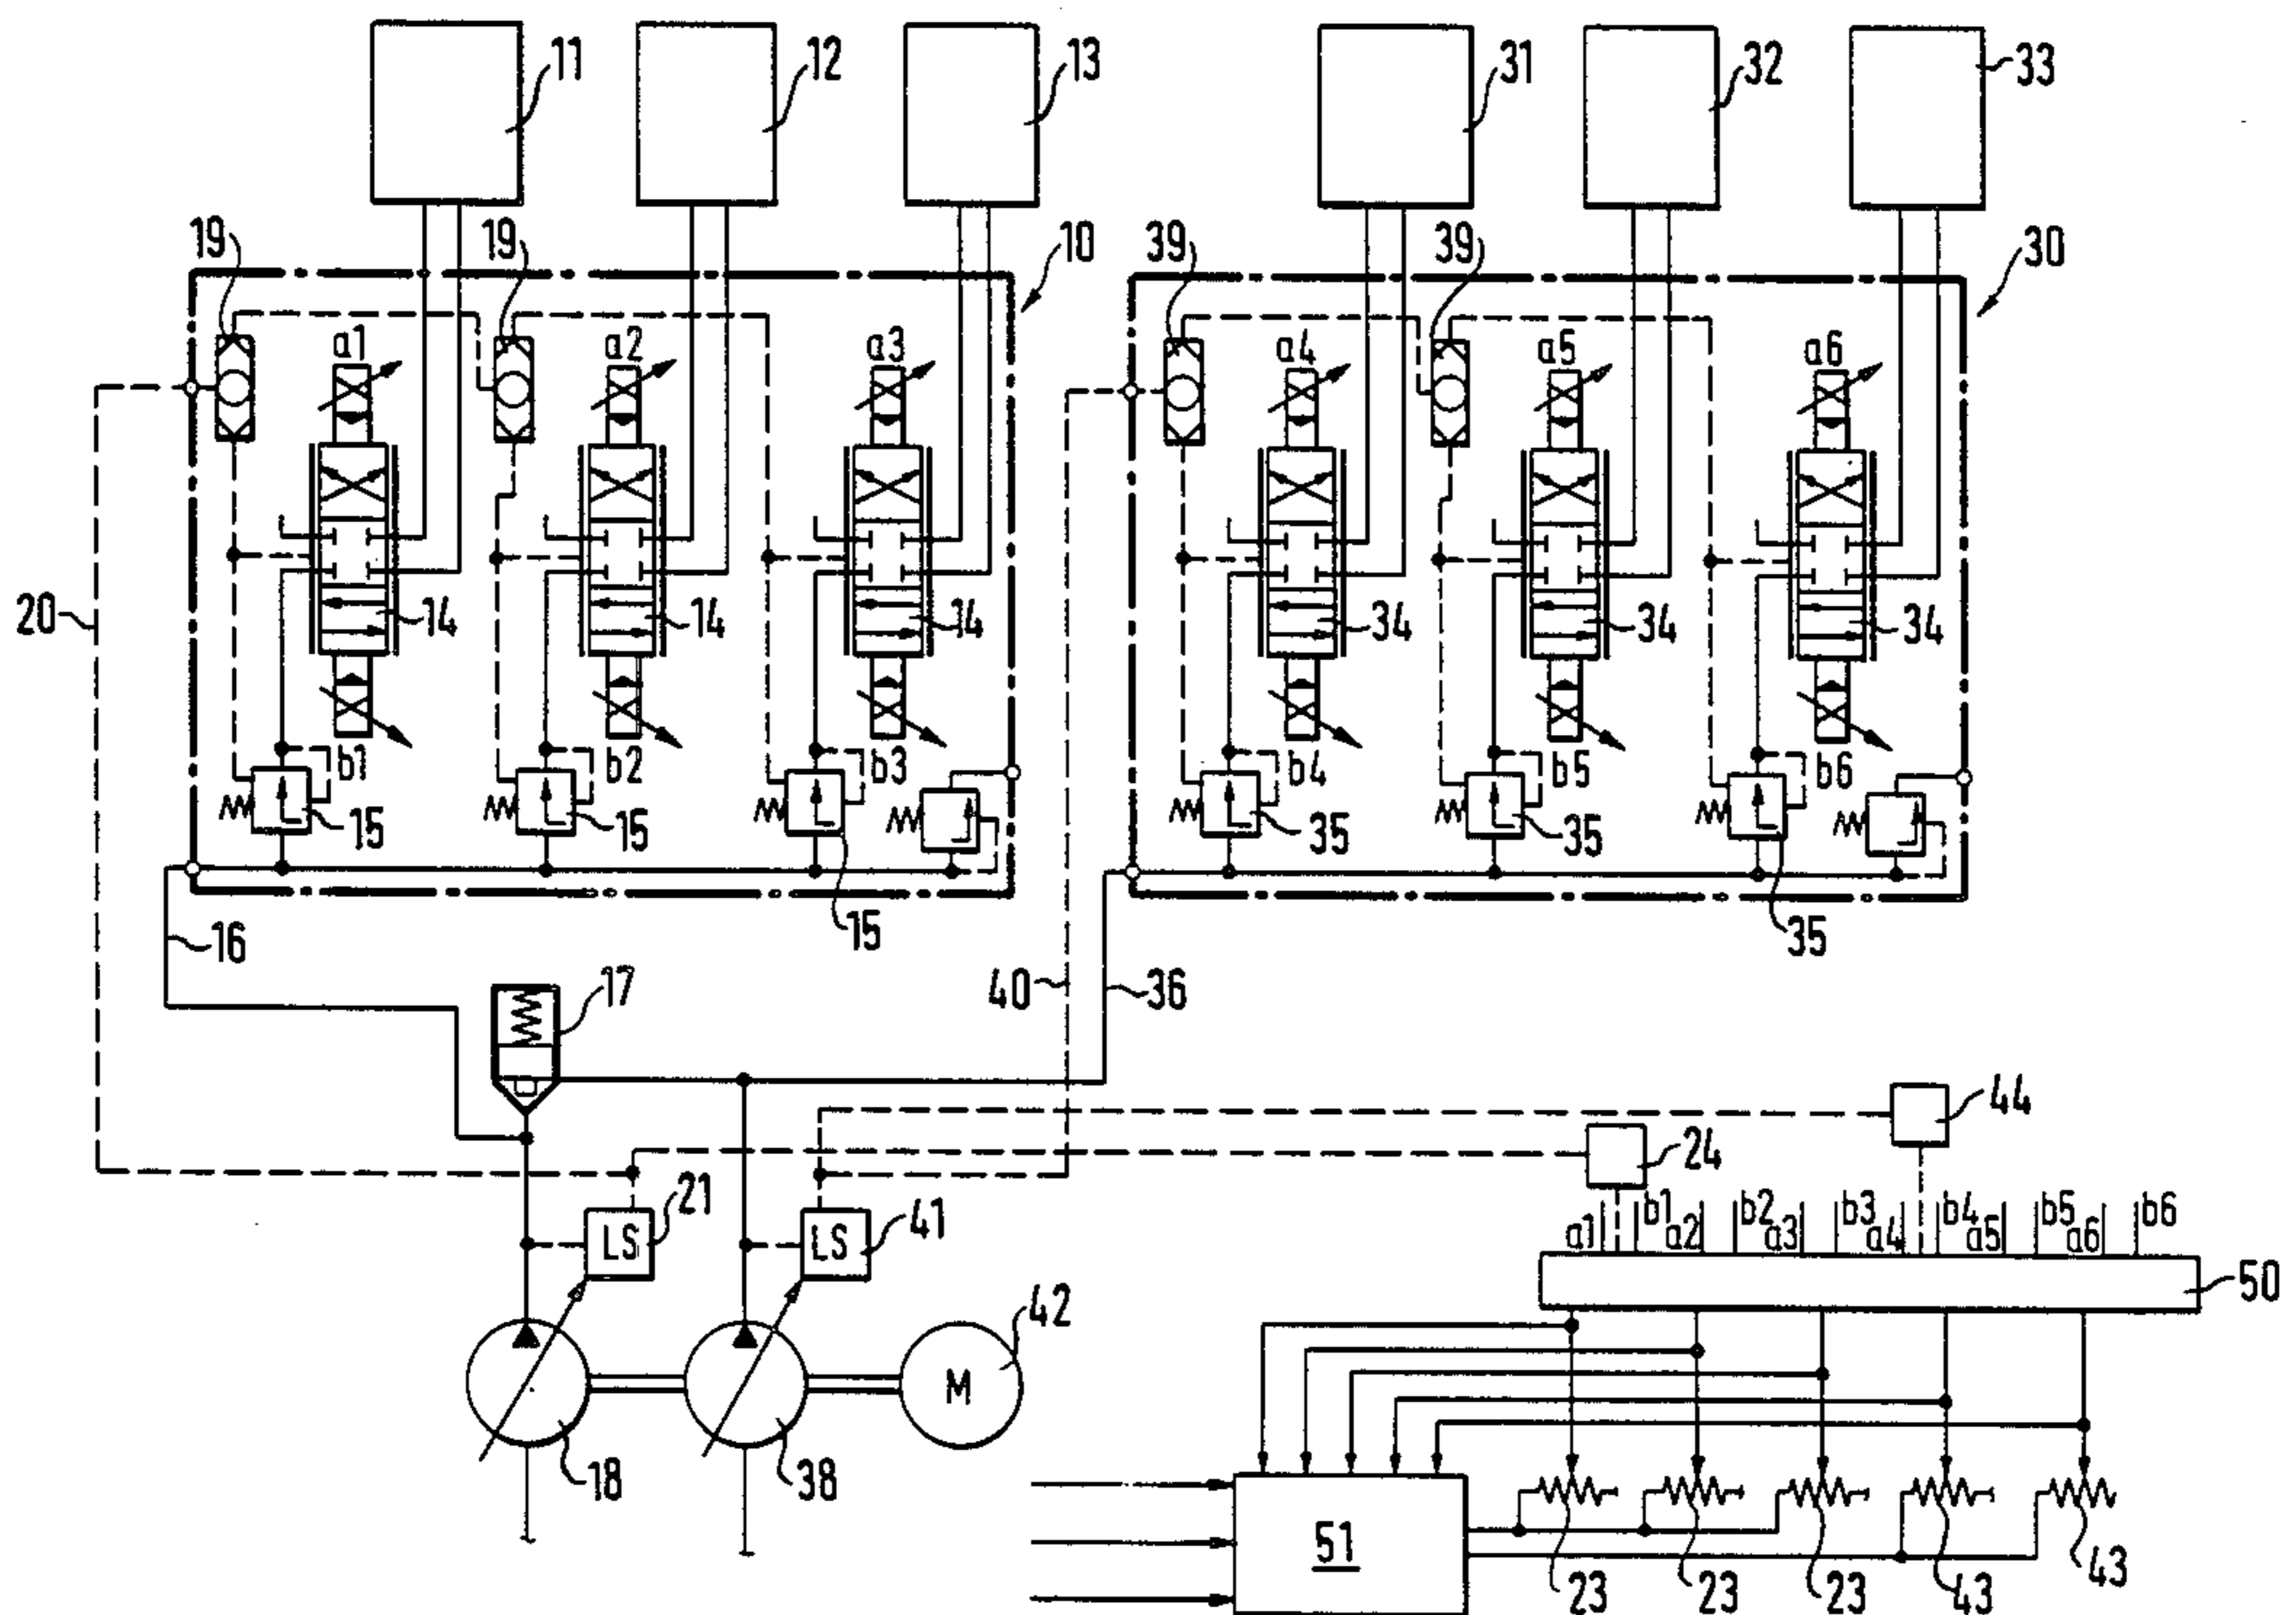 11 12 13 31 32 33
19 19 10 39 39 30
a1 a2 a3 a4 a5 a6
20 14 14 14 34 34 34
b1 b2 b3 b4 b5 b6
15 15 35 35
15 35
16 17 40 36
44
24
21 41
LS LS
a1 b1 a2 b2 a3 b3 a4 b4 a5 b5 a6 b6
50
42
M
18 38
51
23 23 23 43 43